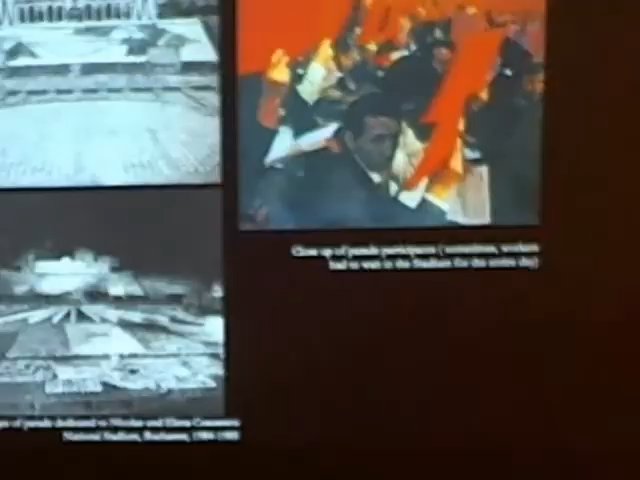 Close up of parade participants ( sometimes, workers
had to wait in the Stadium for the entire day)
of parade dedicated to Nicolae and Elena Ceausescu
National Stadium, Bucharest,